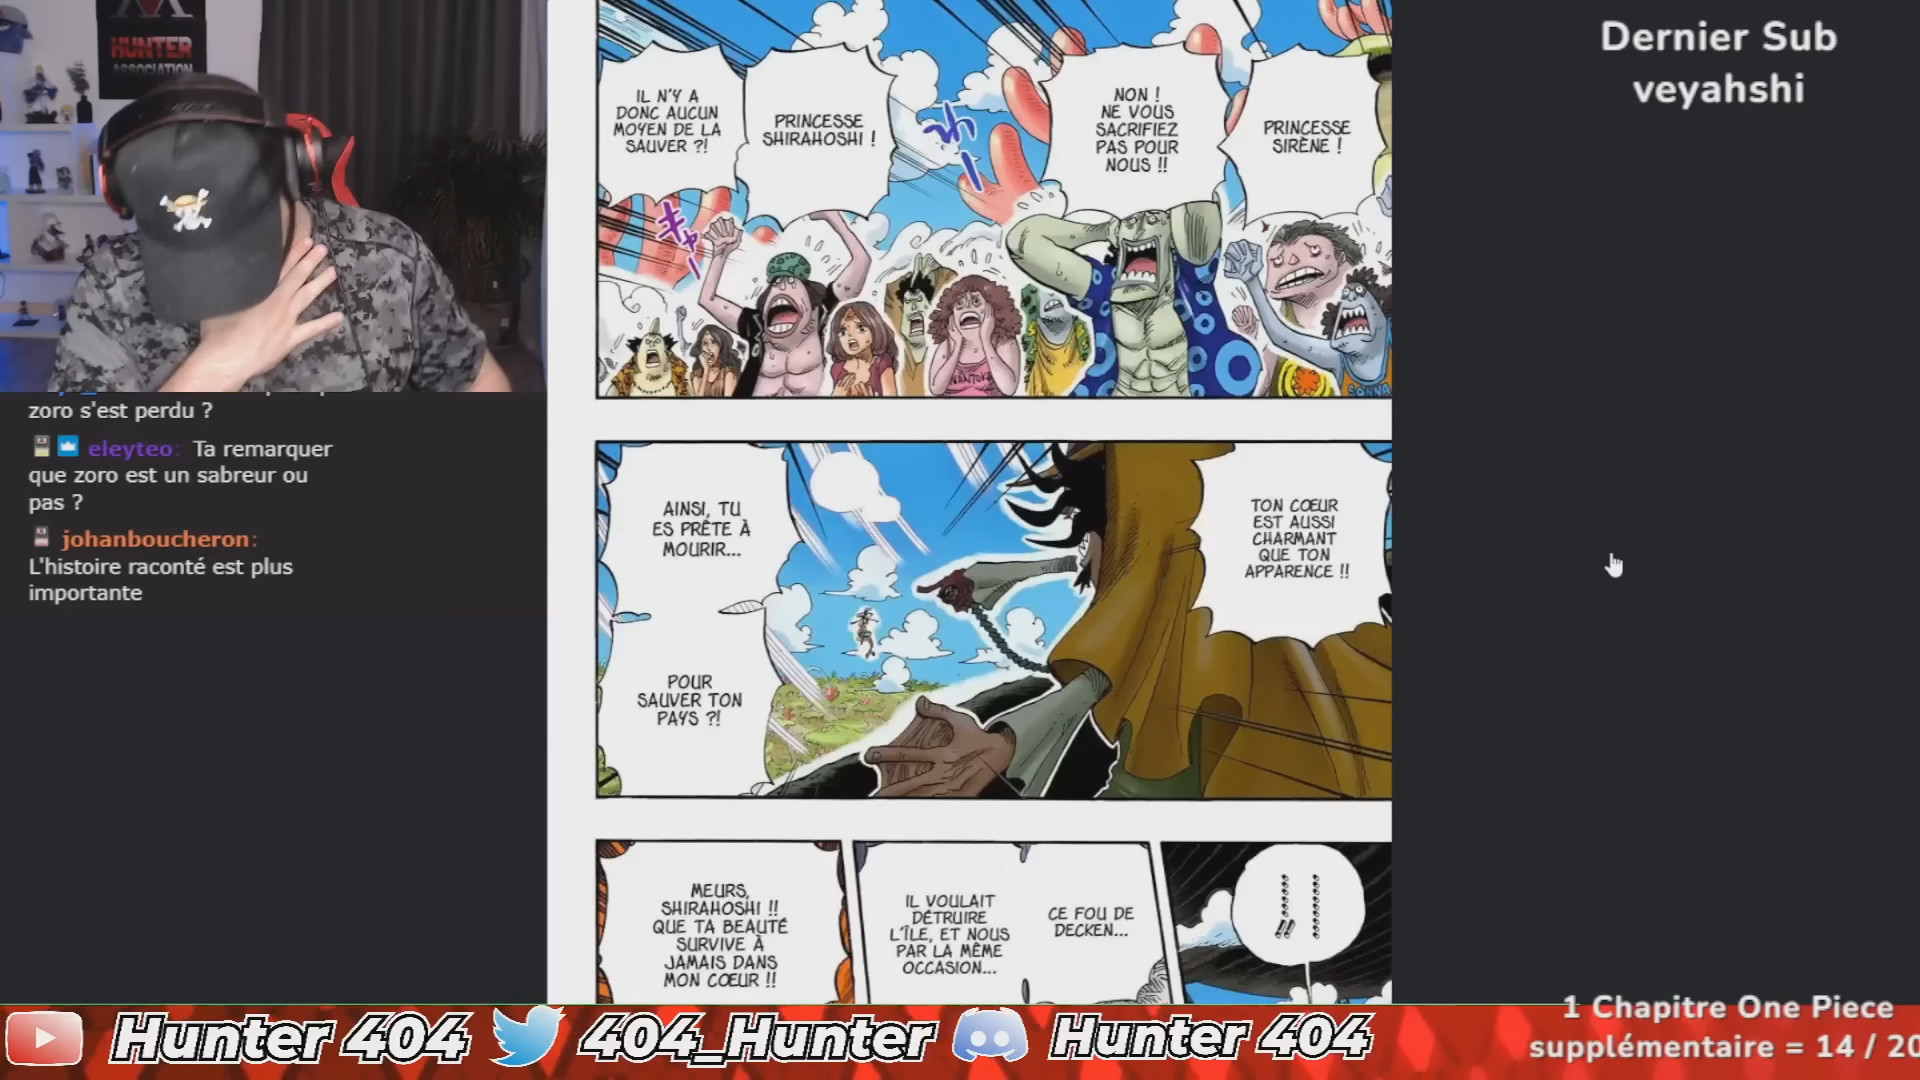 HUNTER
ASSOCIATION
Dernier Sub
veyahshi
IL N'Y A
DONC AUCUN
MOYEN DE LA
SAUVER ?!
PRINCESSE
SHIRAHOSHI !
NON !
NE VOUS
SACRIFIEZ
PAS POUR
NOUS !!
PRINCESSE
SIRÈNE !
zoro s'est perdu ?
eleyteo: Ta remarquer
que zoro est un sabreur ou
pas ?
johanboucheron:
L'histoire raconté est plus
importante
AINSI, TU
ES PRÊTE À
MOURIR...
POUR
SAUVER TON
PAYS ?!
TON COEUR
EST AUSSI
CHARMANT
QUE TON
APPARENCE !!
MEURS,
SHIRAHOSHI !!
QUE TA BEAUTÉ
SURVIVE À
JAMAIS DANS
MON COEUR !!
IL VOULAIT
DÉTRUIRE
L'ÎLE, ET NOUS
PAR LA MÊME
OCCASION...
CE FOU DE
DECKEN...
!!
Hunter 404
404_Hunter
Hunter 404
1 Chapitre One Piece
supplémentaire = 14 / 20